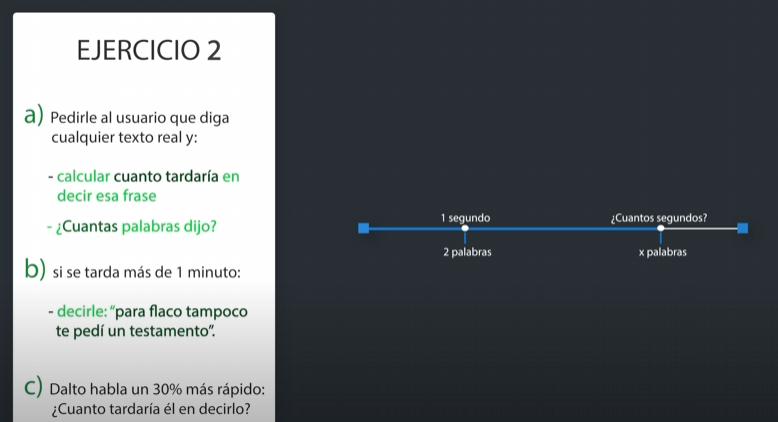 EJERCICIO 2
a) Pedirle al usuario que diga
cualquier texto real y:
- calcular cuanto tardaría en
decir esa frase
- ¿Cuantas palabras dijo?
b) si se tarda más de 1 minuto:
- decirle: "para flaco tampoco
te pedí un testamento".
c) Dalto habla un 30% más rápido:
¿Cuanto tardaría él en decirlo?
1 segundo
¿Cuantos segundos?
2 palabras
x palabras